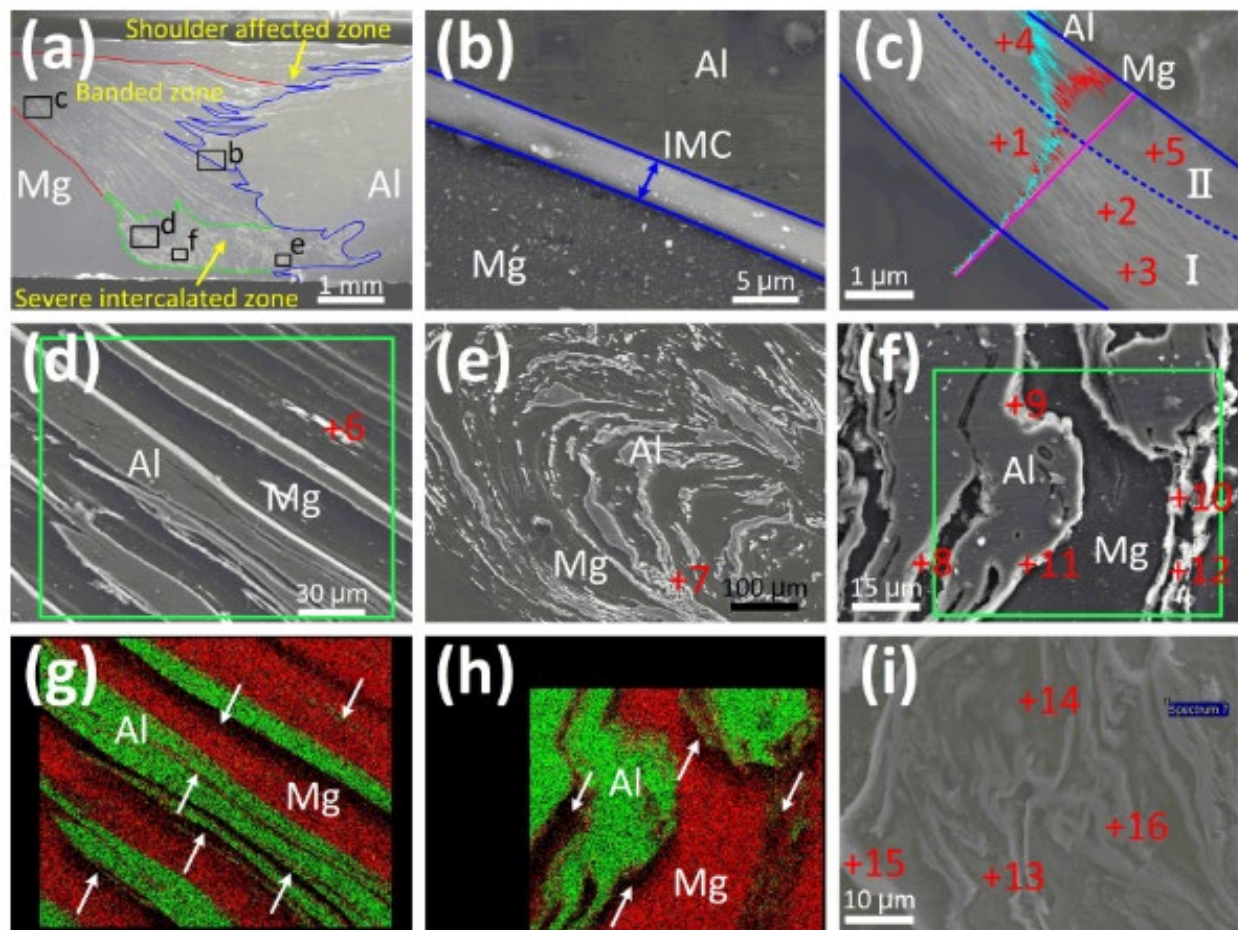 (a)
Shoulder affected zone
Banded zone
c
b
Mg
Al
d
f
e
Severe intercalated zone
1 mm
(b)
Al
IMC
Mg
5 µm
(c)
Al
+4
Mg
+1
+5
II
+2
+3
I
1 µm
(d)
+6
Al
Mg
30 µm
(e)
Al
Mg
+7
100 µm
(f)
+9
Al
+10
Mg
+8
+11
+12
15 µm
(g)
Al
Mg
(h)
Al
Mg
(i)
+14
Spectrum 7
+16
+15
+13
10 µm